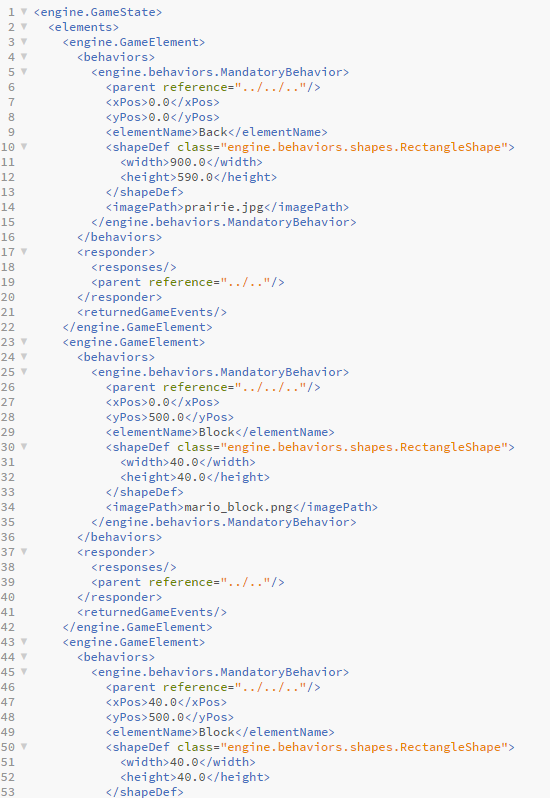 1 <engine.GameState>
2 <elements>
3 <engine.GameElement>
4 <behaviors>
5 <engine.behaviors.MandatoryBehavior>
6 <parent reference="../../.."/>
7 <xPos>0.0</xPos>
8 <yPos>0.0</yPos>
9 <elementName>Back</elementName>
10 <shapeDef class="engine.behaviors.shapes.RectangleShape">
11 <width>900.0</width>
12 <height>590.0</height>
13 </shapeDef>
14 <imagePath>prairie.jpg</imagePath>
15 </engine.behaviors.MandatoryBehavior>
16 </behaviors>
17 <responder>
18 <responses/>
19 <parent reference="../.."/>
20 </responder>
21 <returnedGameEvents/>
22 </engine.GameElement>
23 <engine.GameElement>
24 <behaviors>
25 <engine.behaviors.MandatoryBehavior>
26 <parent reference="../../.."/>
27 <xPos>0.0</xPos>
28 <yPos>500.0</yPos>
29 <elementName>Block</elementName>
30 <shapeDef class="engine.behaviors.shapes.RectangleShape">
31 <width>40.0</width>
32 <height>40.0</height>
33 </shapeDef>
34 <imagePath>mario_block.png</imagePath>
35 </engine.behaviors.MandatoryBehavior>
36 </behaviors>
37 <responder>
38 <responses/>
39 <parent reference="../.."/>
40 </responder>
41 <returnedGameEvents/>
42 </engine.GameElement>
43 <engine.GameElement>
44 <behaviors>
45 <engine.behaviors.MandatoryBehavior>
46 <parent reference="../../.."/>
47 <xPos>40.0</xPos>
48 <yPos>500.0</yPos>
49 <elementName>Block</elementName>
50 <shapeDef class="engine.behaviors.shapes.RectangleShape">
51 <width>40.0</width>
52 <height>40.0</height>
53 </shapeDef>